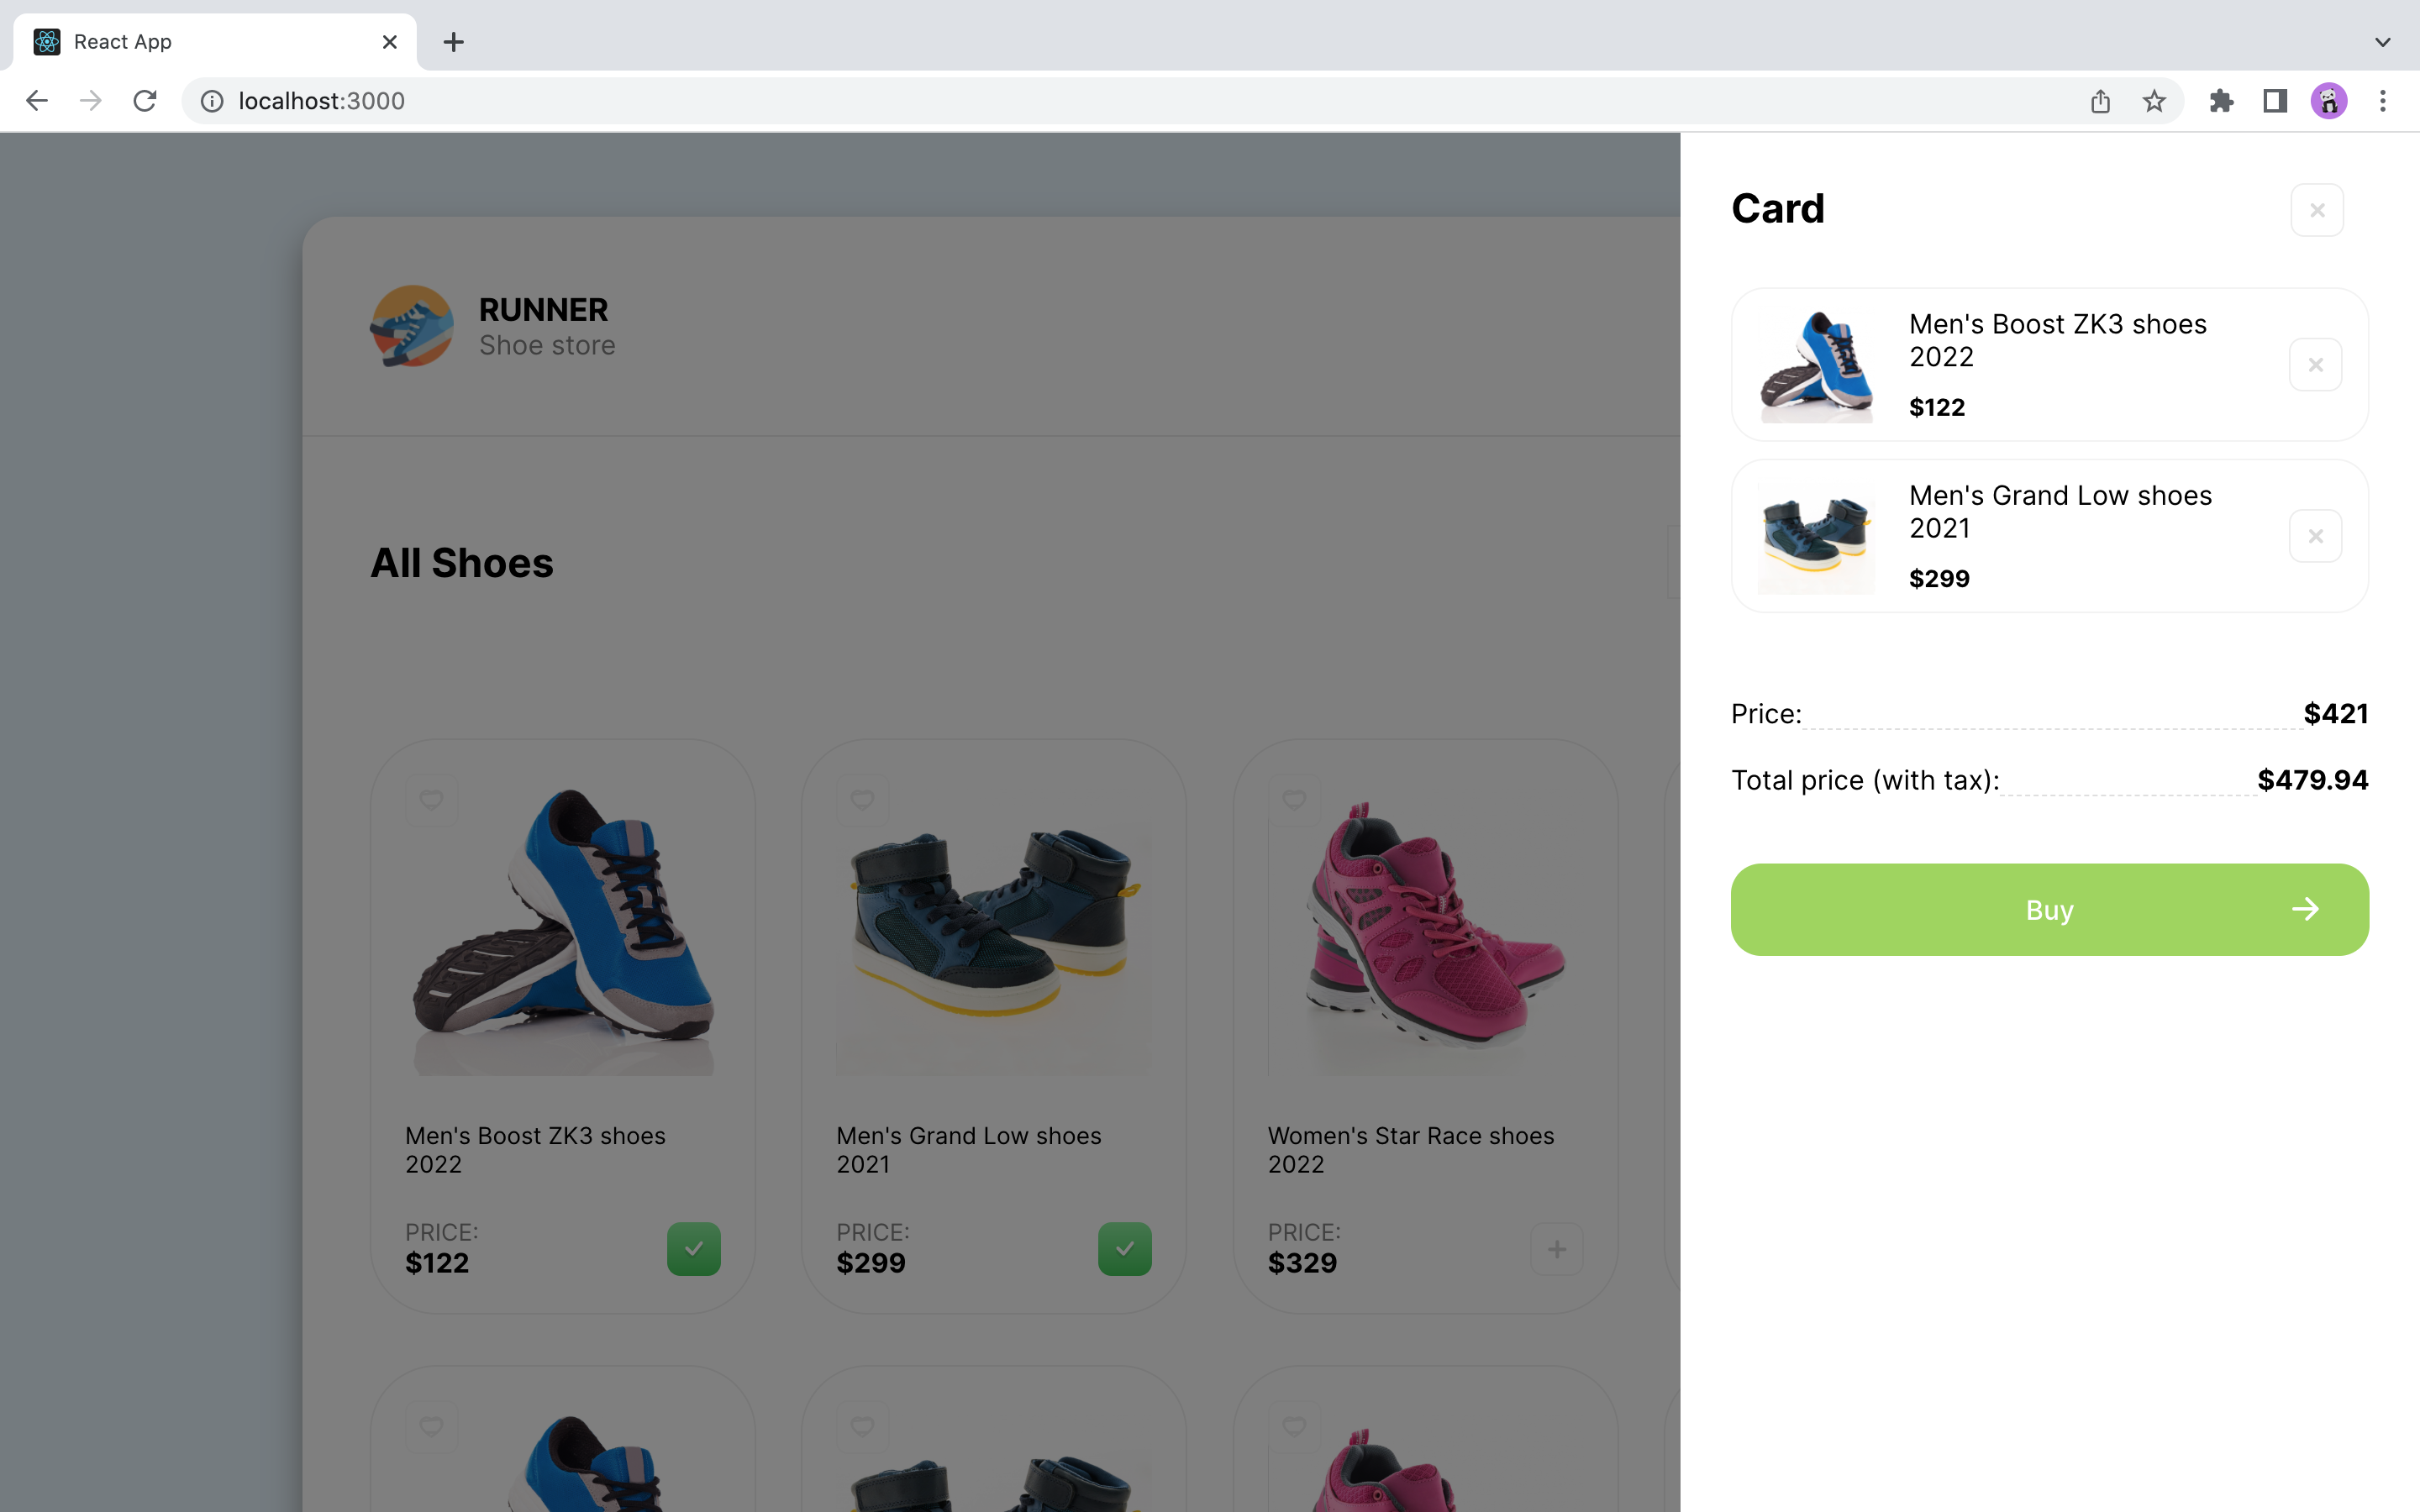 React App
localhost:3000
RUNNER
Shoe store
All Shoes
Men's Boost ZK3 shoes
2022
PRICE:
$122
Men's Grand Low shoes
2021
PRICE:
$299
Women's Star Race shoes
2022
PRICE:
$329
Card
Men's Boost ZK3 shoes
2022
$122
Men's Grand Low shoes
2021
$299
Price: $421
Total price (with tax): $479.94
Buy